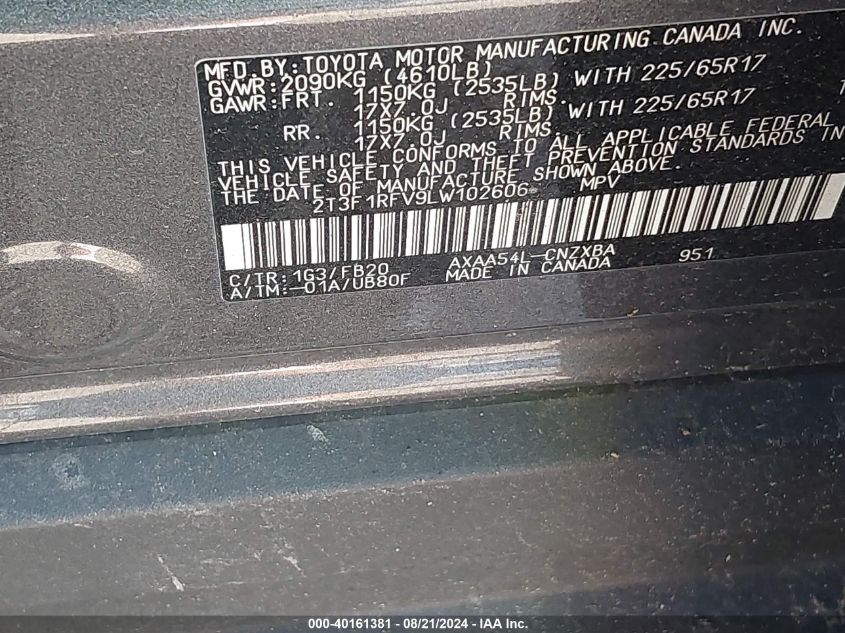 MFD.BY:TOYOTA MOTOR MANUFACTURING CANADA INC.
GVWR:2090KG (4610LB)
GAWR:FRT. 1150KG (2535LB) WITH 225/65R17
17X7.0J RIMS.
RR. 1150KG (2535LB) WITH 225/65R17
17X7.0J RIMS.
THIS VEHICLE CONFORMS TO ALL APPLICABLE FEDERAL
VEHICLE SAFETY AND THEFT PREVENTION STANDARDS IN
THE DATE OF MANUFACTURE SHOWN ABOVE.
2T3F1RFV9LW102606 MPV
C/TR:1G3/FB20 AXAA54L-CNZXBA 951
A/TM:-01A/UB80F MADE IN CANADA
000-40161381 - 08/21/2024 - IAA Inc.